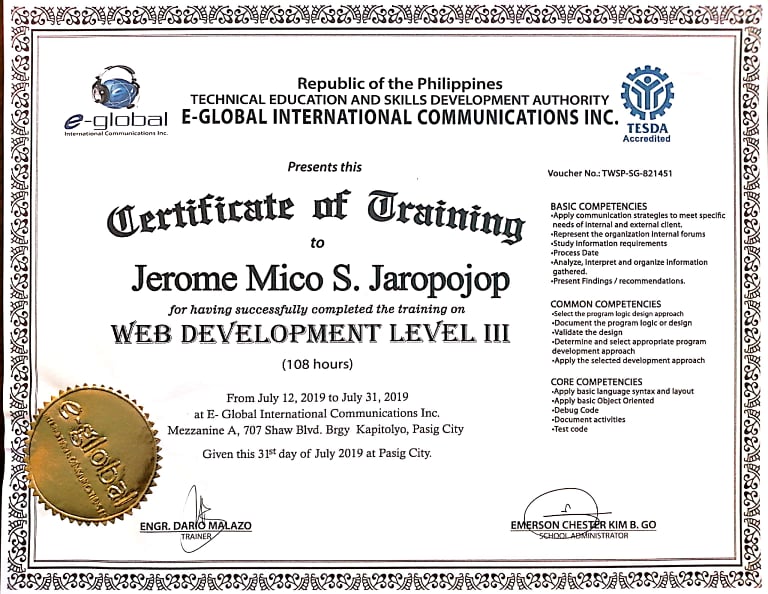 e-global
International Communications Inc.
Republic of the Philippines
TECHNICAL EDUCATION AND SKILLS DEVELOPMENT AUTHORITY
E-GLOBAL INTERNATIONAL COMMUNICATIONS INC.
TESDA
Accredited
Presents this
Certificate of Training
to
Jerome Mico S. Jaropojop
for having successfully completed the training on
WEB DEVELOPMENT LEVEL III
(108 hours)
From July 12, 2019 to July 31, 2019
at E- Global International Communications Inc.
Mezzanine A, 707 Shaw Blvd. Brgy Kapitolyo, Pasig City
Given this 31st day of July 2019 at Pasig City.
Voucher No.: TWSP-SG-821451
BASIC COMPETENCIES
•Apply communication strategies to meet specific
needs of internal and external client.
•Represent the organization internal forums
•Study information requirements
•Process Date
•Analyze, interpret and organize information
gathered.
•Present Findings / recommendations.
COMMON COMPETENCIES
•Select the program logic design approach
•Document the program logic or design
•Validate the design
•Determine and select appropriate program
development approach
•Apply the selected development approach
CORE COMPETENCIES
•Apply basic language syntax and layout
•Apply basic Object Oriented
•Debug Code
•Document activities
•Test code
e-global
ENGR. DARIO MALAZO
TRAINER
EMERSON CHESTER KIM B. GO
SCHOOL ADMINISTRATOR